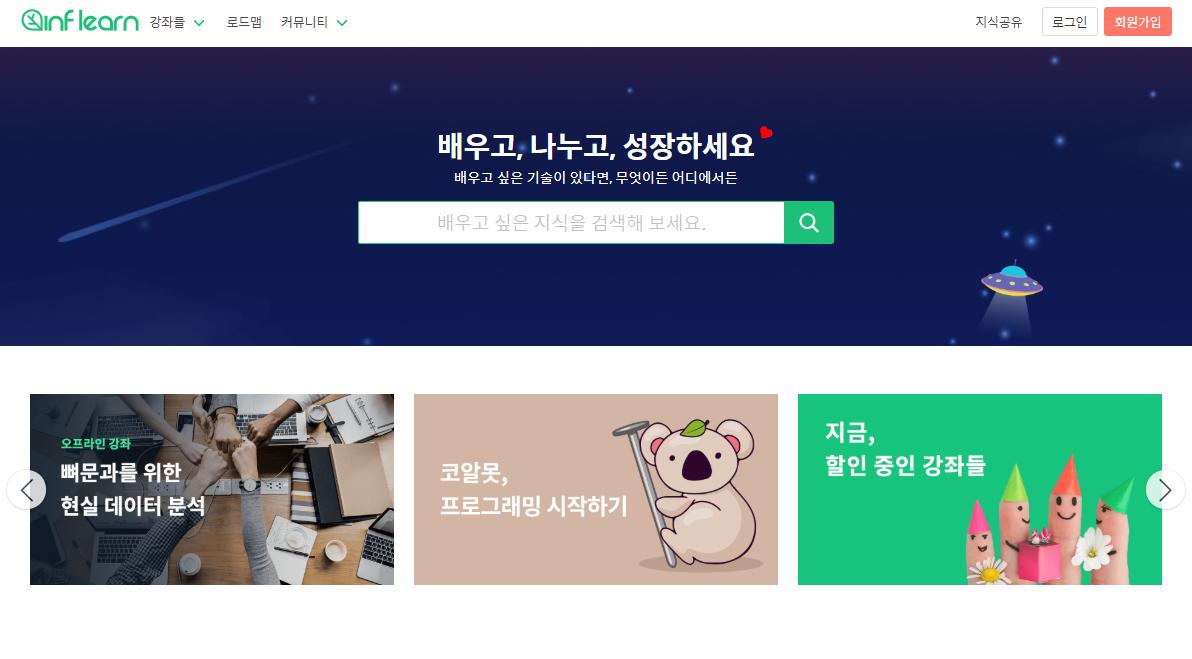 inflearn
강좌들
로드맵
커뮤니티
지식공유
로그인
회원가입
배우고, 나누고, 성장하세요
배우고 싶은 기술이 있다면, 무엇이든 어디에서든
배우고 싶은 지식을 검색해 보세요.
오프라인 강좌
뼈문과를 위한
현실 데이터 분석
코알못,
프로그래밍 시작하기
지금,
할인 중인 강좌들